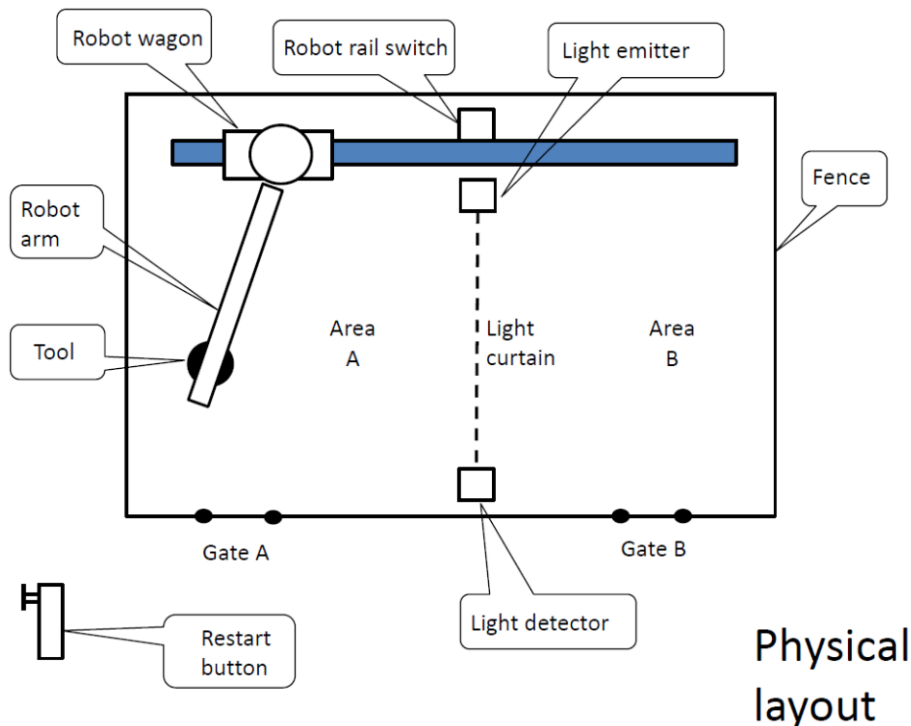 Robot wagon
Robot rail switch
Light emitter
Fence
Robot
arm
Tool
Area
A
Light
curtain
Area
B
Gate A
Gate B
Restart
button
Light detector
Physical
layout